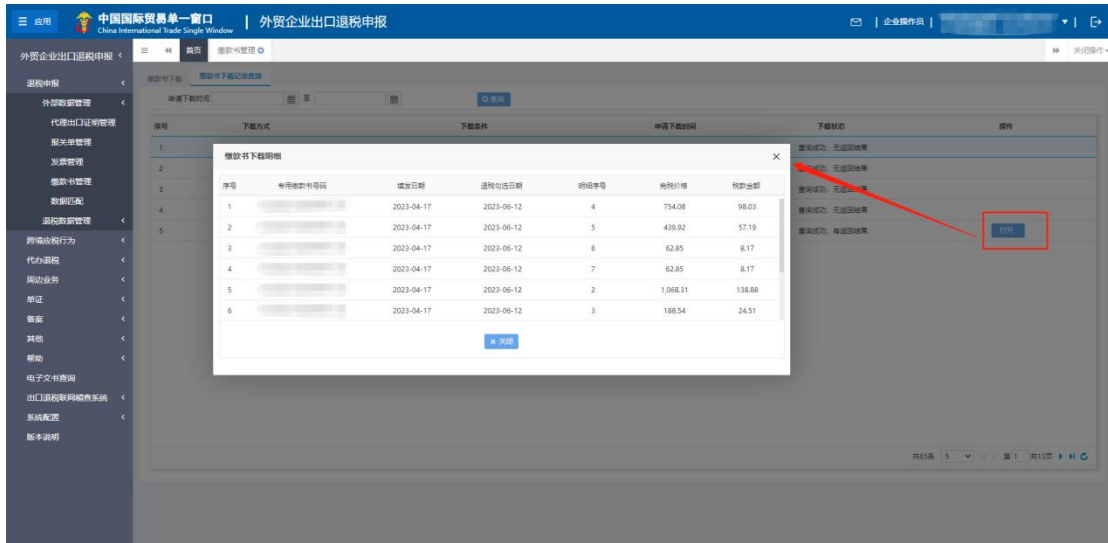 应用
中国国际贸易单一窗口
China International Trade Single Window
外贸企业出口退税申报
企业操作员
外贸企业出口退税申报
首页
缴款书管理
关闭操作
退税申报
外部数据管理
代理出口证明管理
报关单管理
发票管理
缴款书管理
数据匹配
退税数据管理
跨境应税行为
代办退税
周边业务
单证
备案
其他
帮助
电子文书查询
出口退税联网稽查系统
系统配置
版本说明
缴款书下载 缴款书下载记录查询
申请下载时间 至 查询
序号 下载方式 下载条件 申请下载时间 下载状态 操作
1 查询成功，无返回结果
2 查询成功，无返回结果
3 查询成功，无返回结果
4 查询成功，无返回结果
5 查询成功，有返回结果 打开
缴款书下载明细
序号 专用缴款书号码 填发日期 退税勾选日期 明细序号 完税价格 税款金额
1 2023-04-17 2023-06-12 4 754.08 98.03
2 2023-04-17 2023-06-12 5 439.92 57.19
3 2023-04-17 2023-06-12 6 62.85 8.17
4 2023-04-17 2023-06-12 7 62.85 8.17
5 2023-04-17 2023-06-12 2 1,068.31 138.88
6 2023-04-17 2023-06-12 3 188.54 24.51
关闭
共65条 5 第 1 共13页